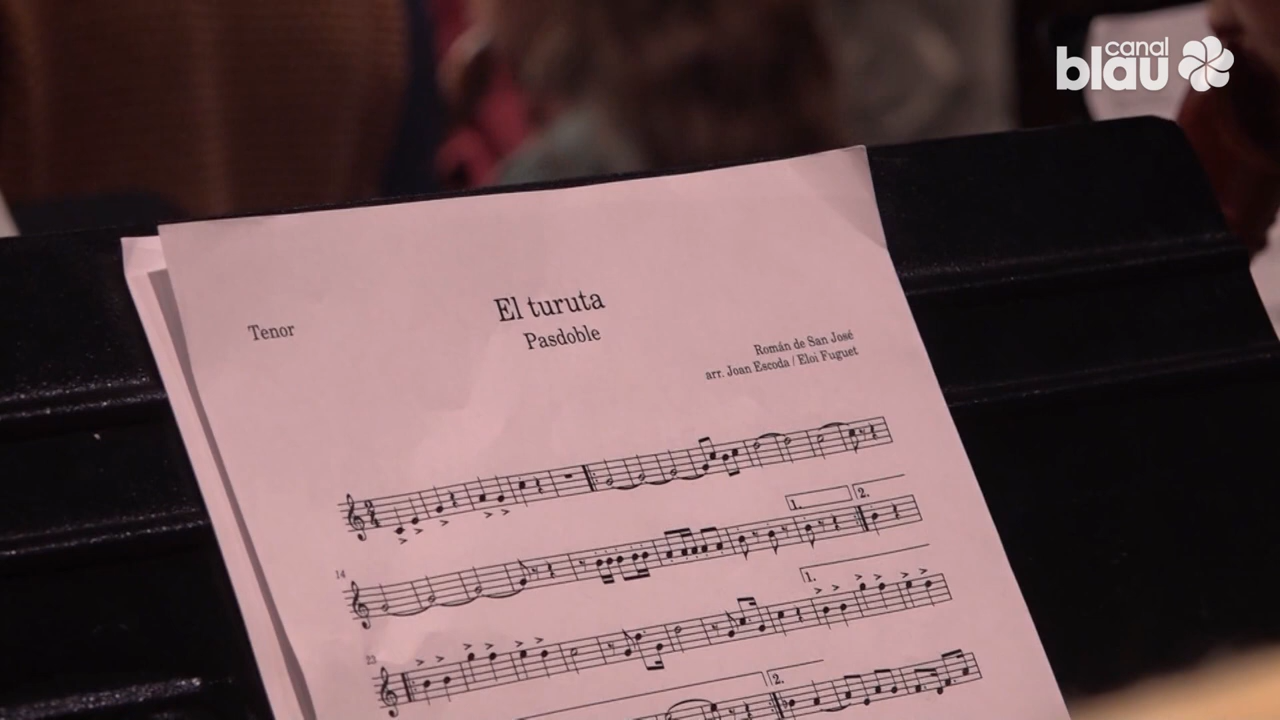 canal
blau
El turuta
Tenor
Pasdoble
Román de San José
arr. Joan Escoda / Eloi Fuguet
1.
2.
14
1.
23
2.